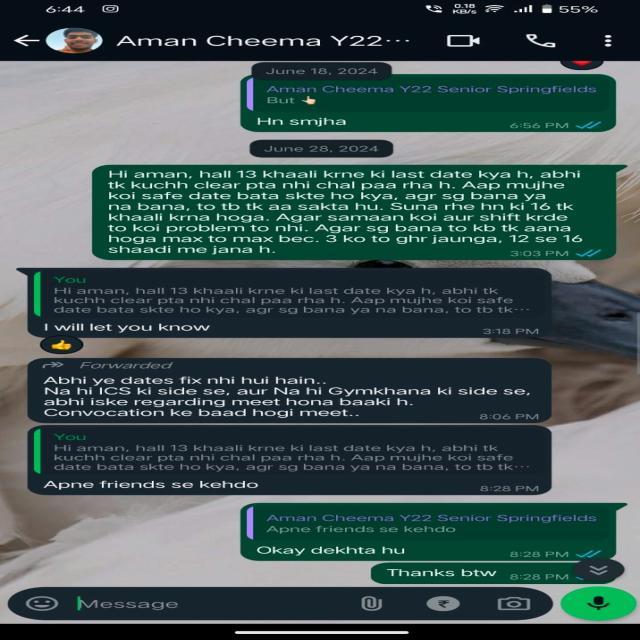 6:44
0.18
KB/s
55%
Aman Cheema Y22...
June 18, 2024
Aman Cheema Y22 Senior Springfields
But 👆🏻
Hn smjha
6:56 PM
June 28, 2024
Hi aman, hall 13 khaali krne ki last date kya h, abhi
tk kuchh clear pta nhi chal paa rha h. Aap mujhe
koi safe date bata skte ho kya, agr sg bana ya
na bana, to tb tk aa sakta hu. Suna rhe hn ki 16 tk
khaali krna hoga. Agar samaan koi aur shift krde
to koi problem to nhi. Agar sg bana to kb tk aana
hoga max to max bec. 3 ko to ghr jaunga, 12 se 16
shaadi me jana h.
3:03 PM
You
Hi aman, hall 13 khaali krne ki last date kya h, abhi tk
kuchh clear pta nhi chal paa rha h. Aap mujhe koi safe
date bata skte ho kya, agr sg bana ya na bana, to tb tk...
I will let you know
3:18 PM
👍
Forwarded
Abhi ye dates fix nhi hui hain..
Na hi ICS ki side se, aur Na hi Gymkhana ki side se,
abhi iske regarding meet hona baaki h.
Convocation ke baad hogi meet..
8:06 PM
You
Hi aman, hall 13 khaali krne ki last date kya h, abhi tk
kuchh clear pta nhi chal paa rha h. Aap mujhe koi safe
date bata skte ho kya, agr sg bana ya na bana, to tb tk...
Apne friends se kehdo
8:28 PM
Aman Cheema Y22 Senior Springfields
Apne friends se kehdo
Okay dekhta hu
8:28 PM
Thanks btw
8:28 PM
Message